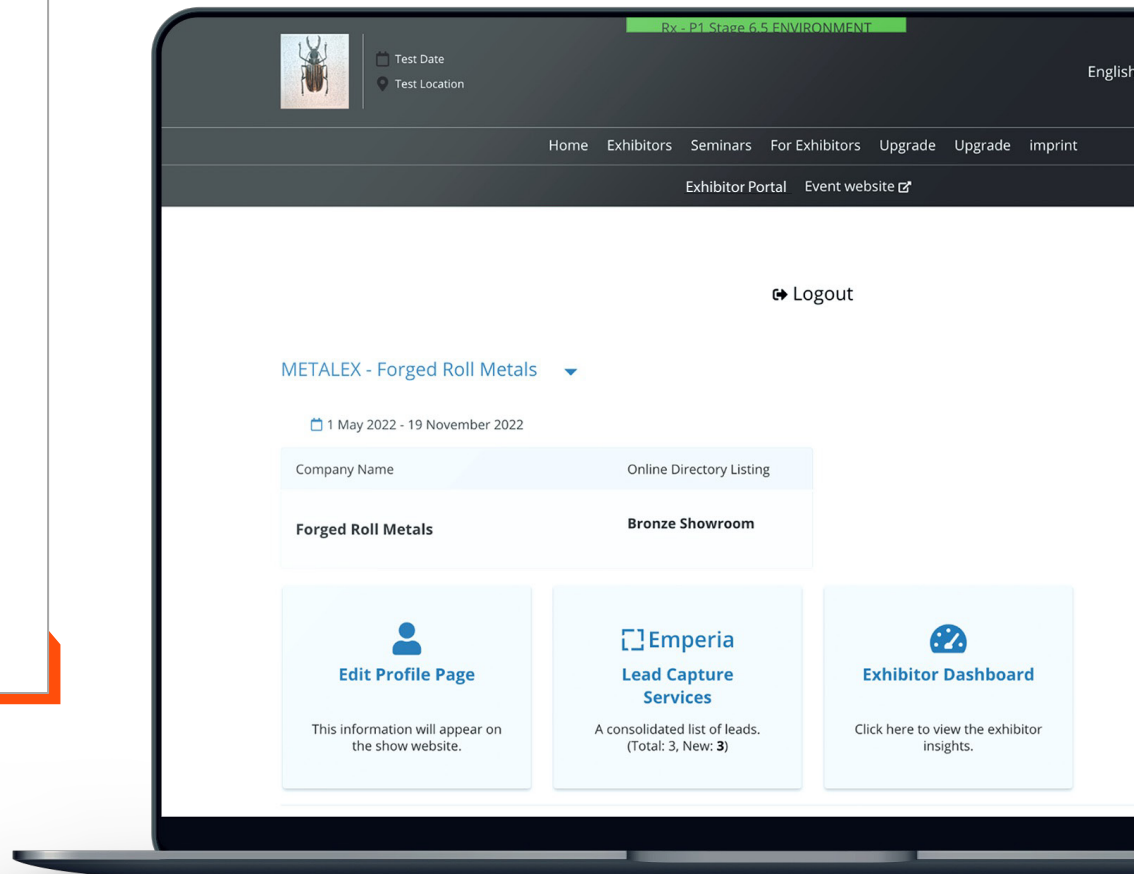 Rx - P1 Stage 6.5 ENVIRONMENT
Test Date
Test Location
English
Home Exhibitors Seminars For Exhibitors Upgrade Upgrade imprint
Exhibitor Portal Event website
Logout
METALEX - Forged Roll Metals
1 May 2022 - 19 November 2022
Company Name Online Directory Listing
Forged Roll Metals Bronze Showroom
Edit Profile Page
This information will appear on
the show website.
Emperia
Lead Capture
Services
A consolidated list of leads.
(Total: 3, New: 3)
Exhibitor Dashboard
Click here to view the exhibitor
insights.